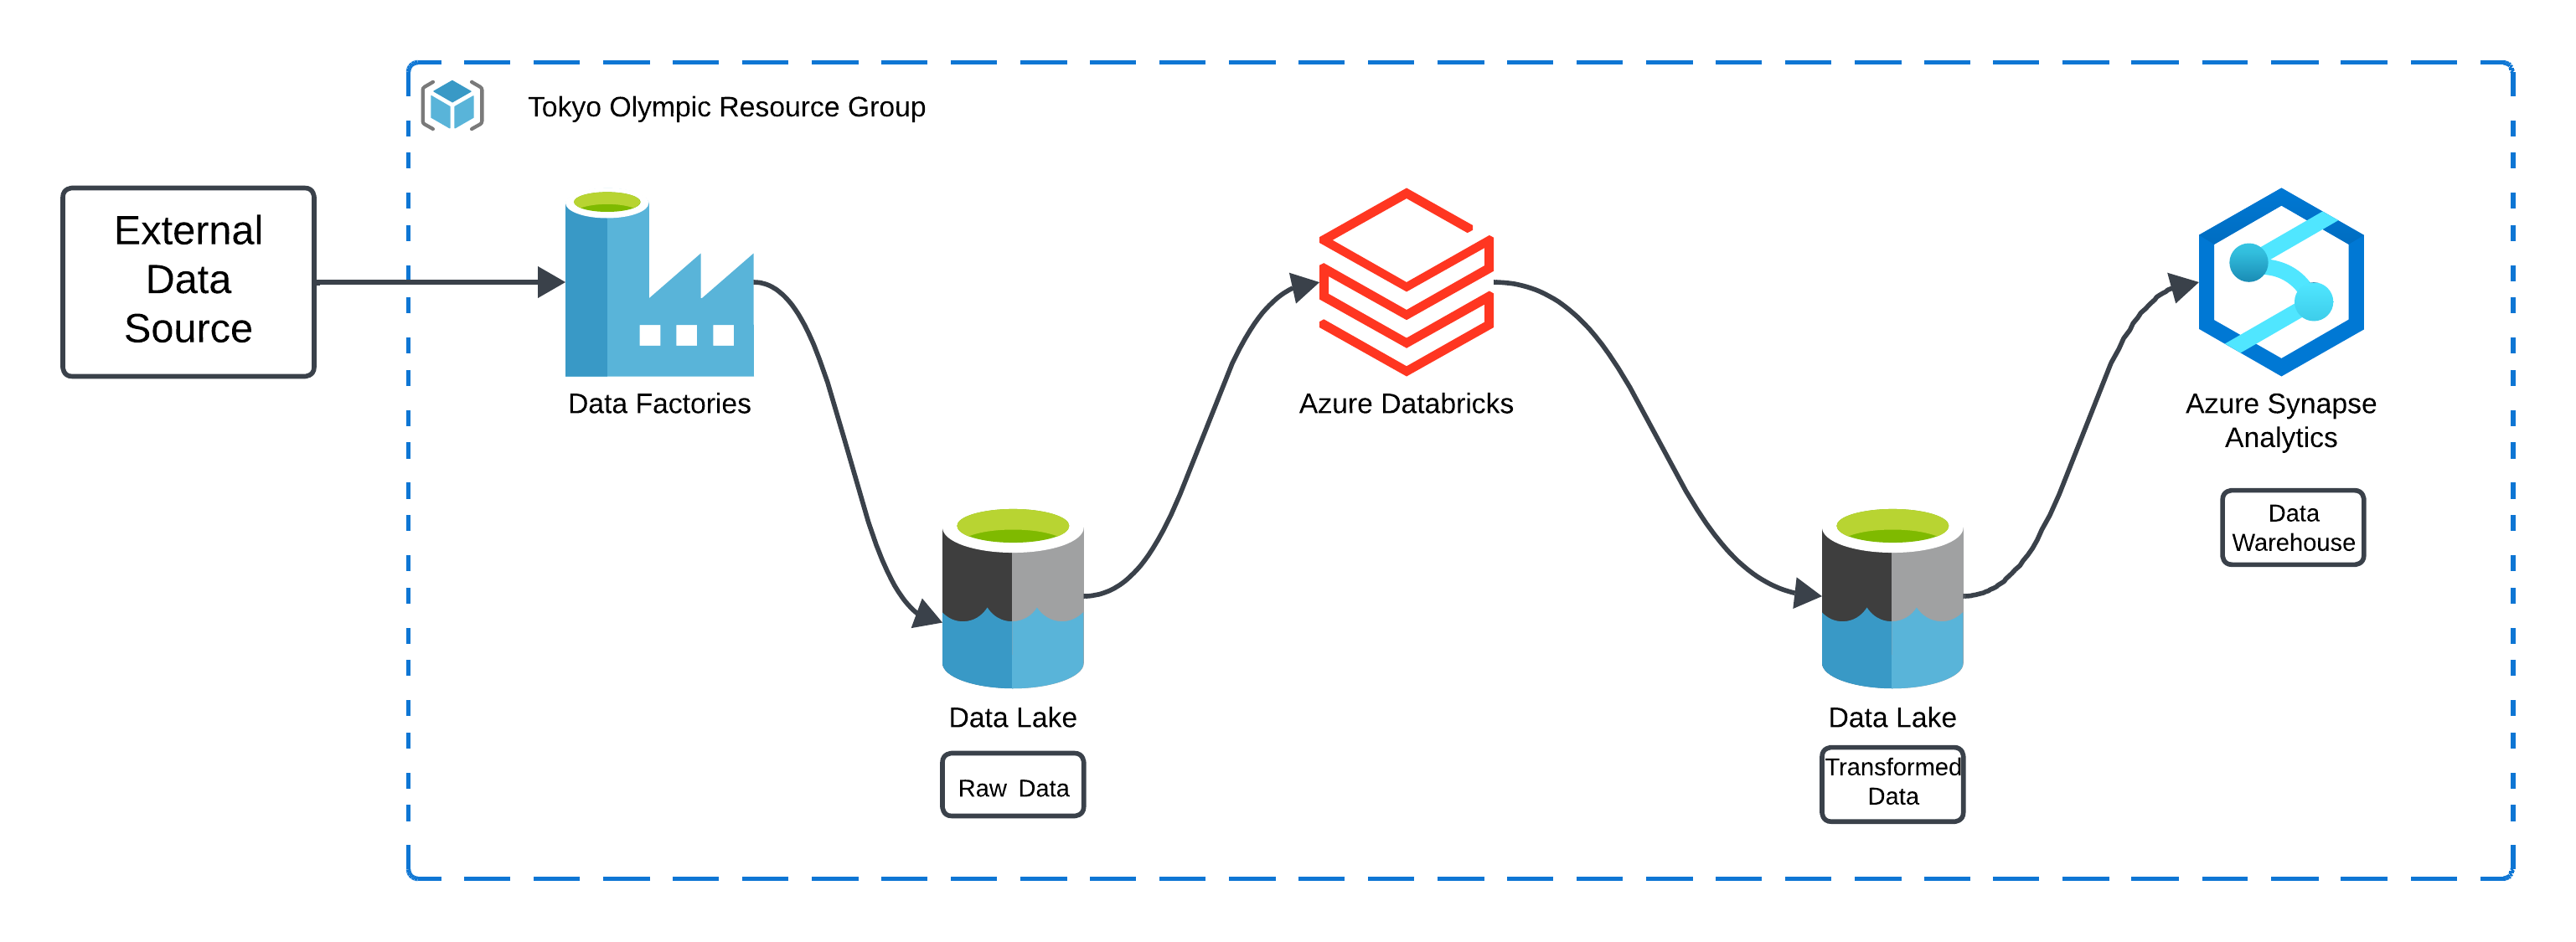 Tokyo Olympic Resource Group
External
Data
Source
Data Factories
Azure Databricks
Azure Synapse
Analytics
Data
Warehouse
Data Lake
Raw Data
Data Lake
Transformed
Data